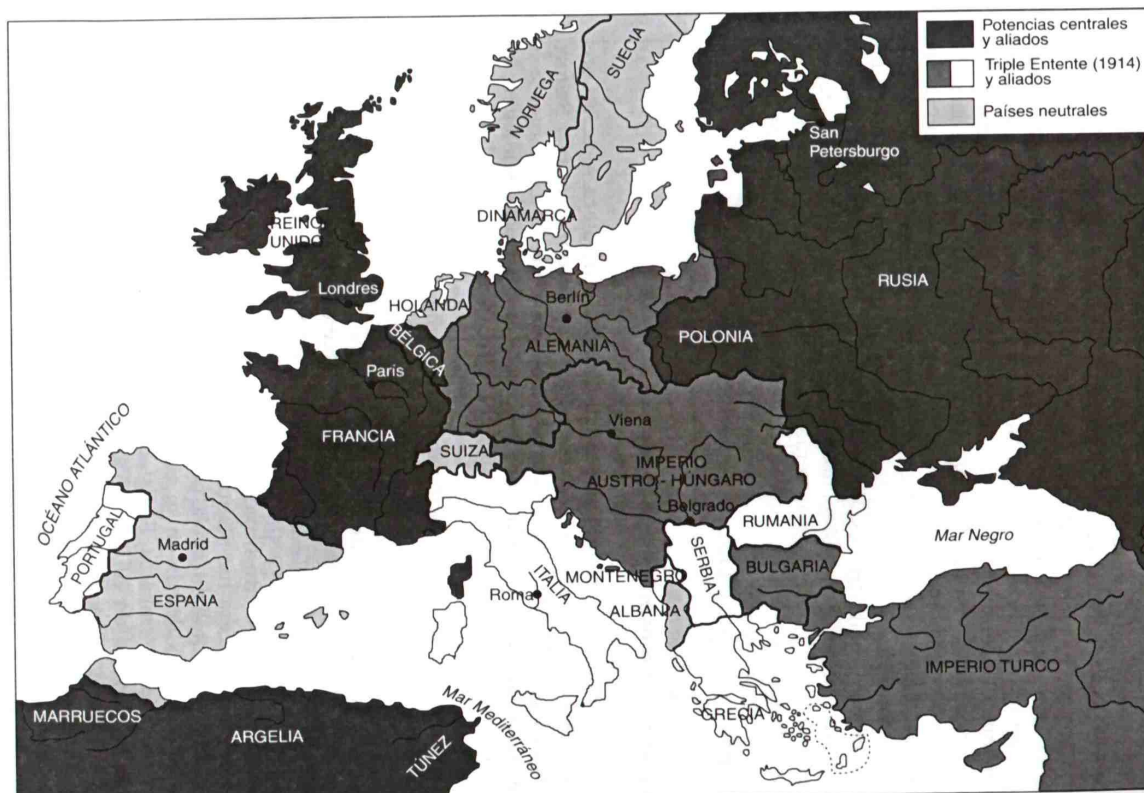 Potencias centrales
y aliados
Triple Entente (1914)
y aliados
Países neutrales
SUECIA
NORUEGA
San
Petersburgo
DINAMARCA
REINO
UNIDO
RUSIA
Londres
HOLANDA
Berlín
BÉLGICA
ALEMANIA
POLONIA
París
OCÉANO ATLÁNTICO
Viena
FRANCIA
SUIZA
IMPERIO
AUSTRO-HÚNGARO
Belgrado
RUMANIA
Mar Negro
PORTUGAL
Madrid
SERBIA
ITALIA
MONTENEGRO
BULGARIA
Roma
ESPAÑA
ALBANIA
IMPERIO TURCO
Mar Mediterráneo
GRECIA
MARRUECOS
ARGELIA
TÚNEZ